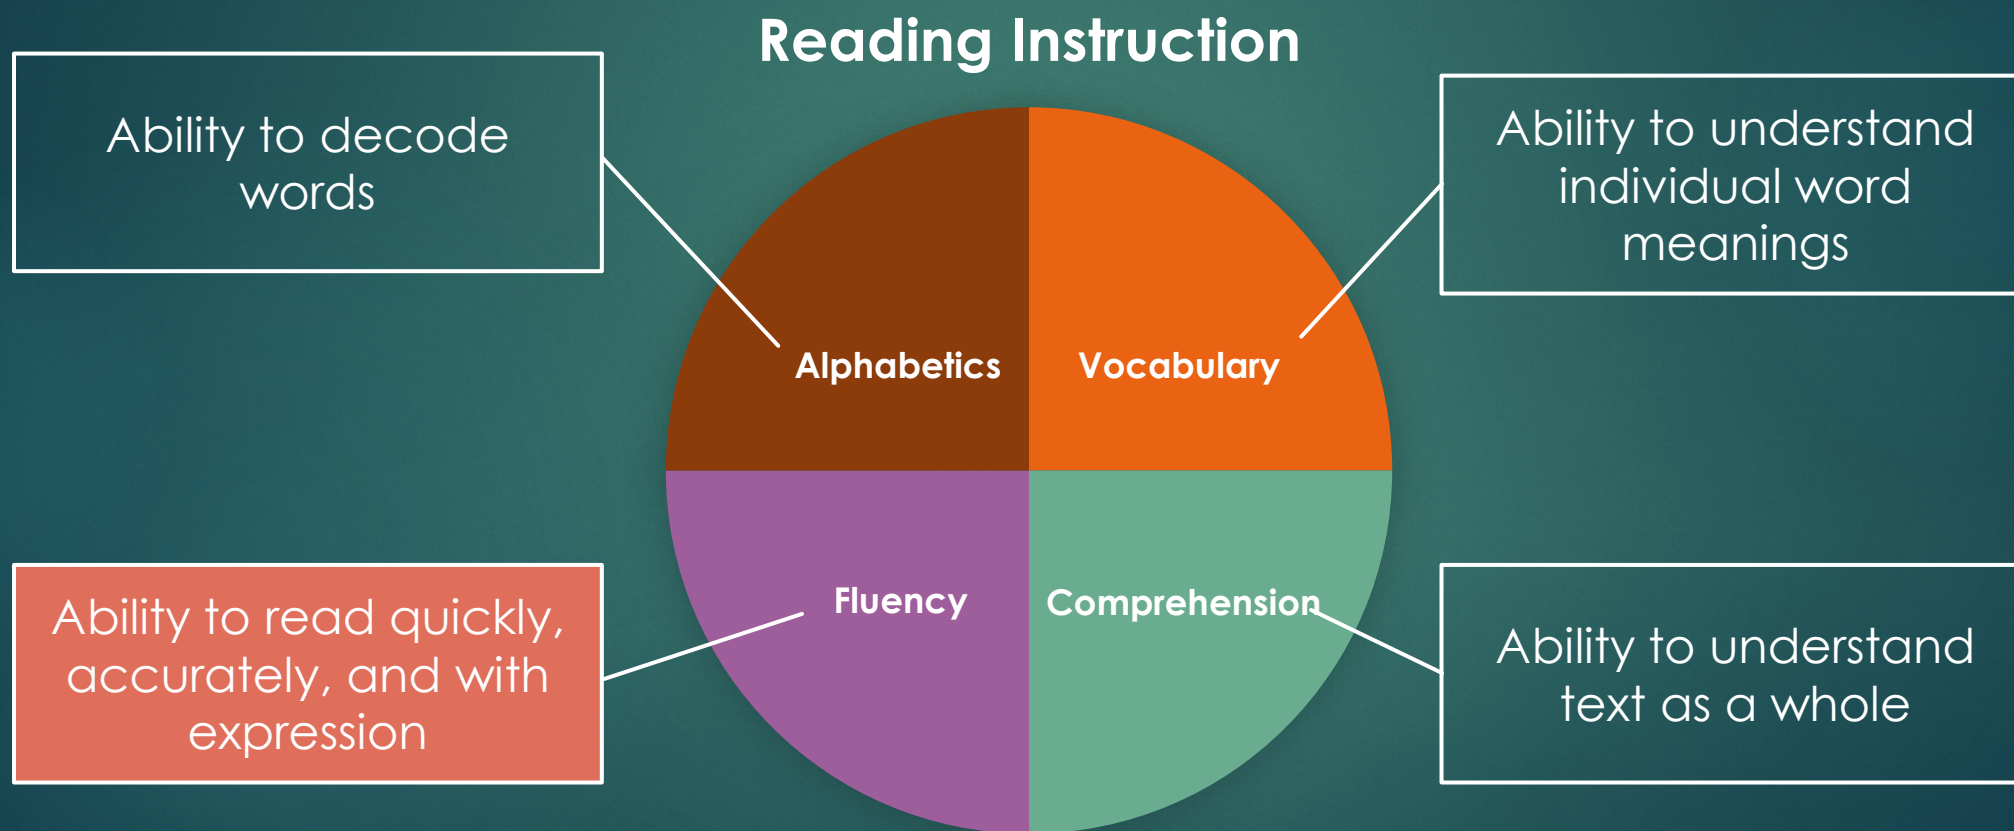 Reading Instruction
Ability to decode
words
Ability to understand
individual word
meanings
Alphabetics
Vocabulary
Fluency
Comprehension
Ability to read quickly,
accurately, and with
expression
Ability to understand
text as a whole